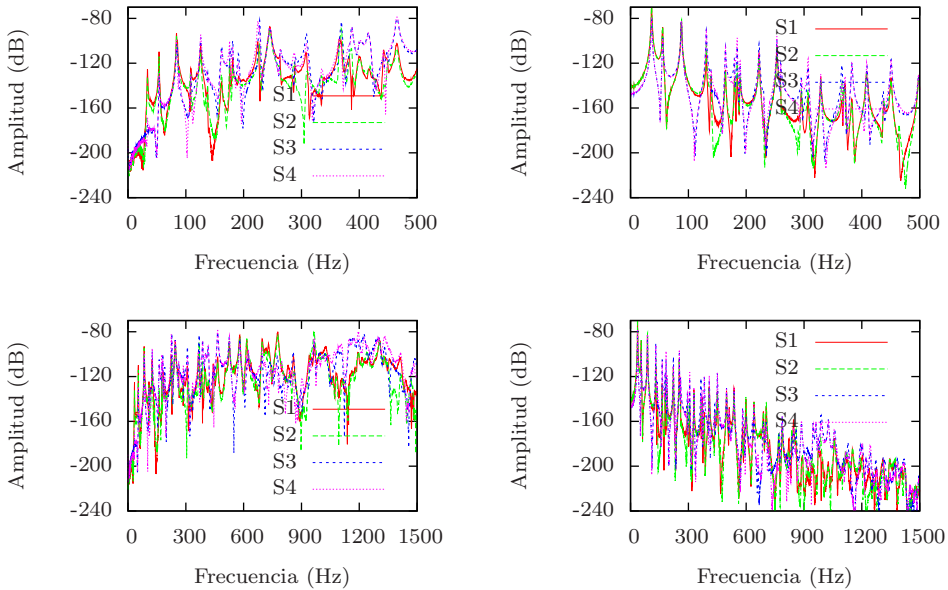 Amplitud (dB)
-80
-120
-160
-200
-240
S1
S2
S3
S4
0 100 200 300 400 500
Frecuencia (Hz)
Amplitud (dB)
-80
-120
-160
-200
-240
S1
S2
S3
S4
0 100 200 300 400 500
Frecuencia (Hz)
Amplitud (dB)
-80
-120
-160
-200
-240
S1
S2
S3
S4
0 300 600 900 1200 1500
Frecuencia (Hz)
Amplitud (dB)
-80
-120
-160
-200
-240
S1
S2
S3
S4
0 300 600 900 1200 1500
Frecuencia (Hz)